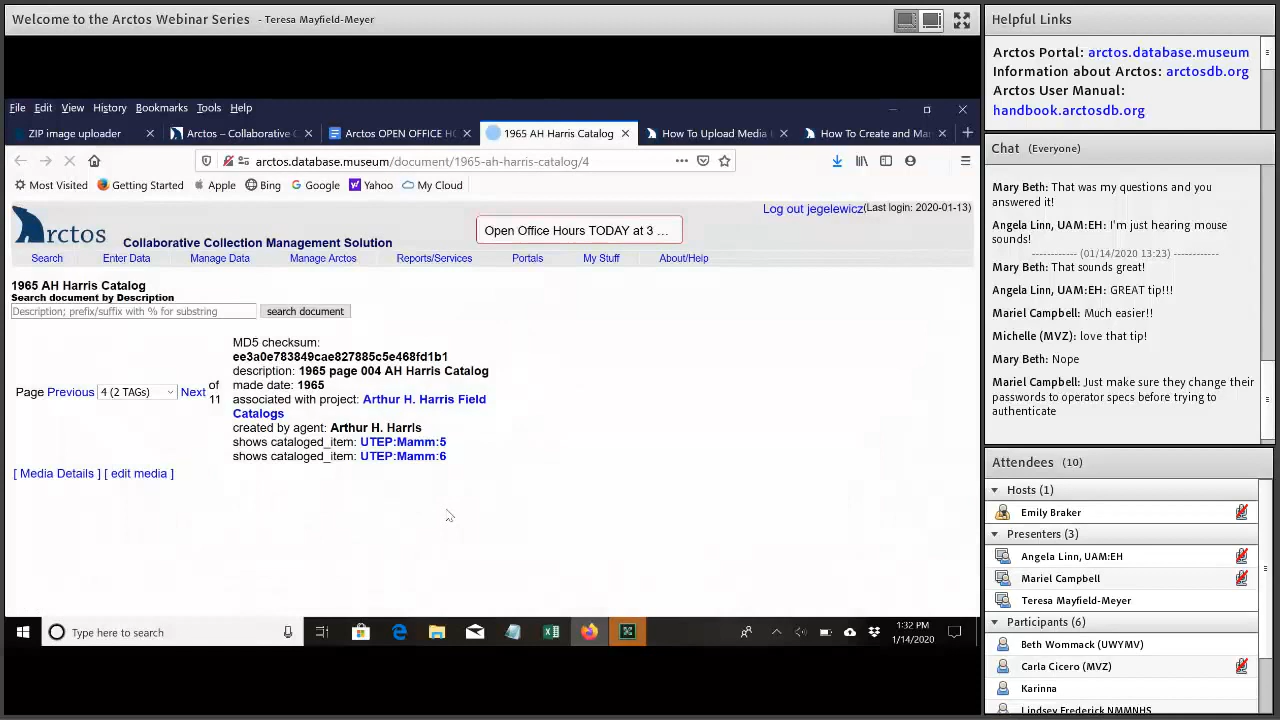 Welcome to the Arctos Webinar Series - Teresa Mayfield-Meyer
File Edit View History Bookmarks Tools Help
ZIP image uploader
Arctos – Collaborative C
Arctos OPEN OFFICE HO
1965 AH Harris Catalog
How To Upload Media
How To Create and Ma
arctos.database.museum/document/1965-ah-harris-catalog/4
Most Visited Getting Started Apple Bing Google Yahoo My Cloud
Arctos Collaborative Collection Management Solution
Open Office Hours TODAY at 3 ...
Log out jegelewicz(Last login: 2020-01-13)
Search Enter Data Manage Data Manage Arctos Reports/Services Portals My Stuff About/Help
1965 AH Harris Catalog
Search document by Description
Description; prefix/suffix with % for substring search document
MD5 checksum:
ee3a0e783849cae827885c5e468fd1b1
description: 1965 page 004 AH Harris Catalog
made date: 1965
associated with project: Arthur H. Harris Field
Catalogs
created by agent: Arthur H. Harris
shows cataloged_item: UTEP:Mamm:5
shows cataloged_item: UTEP:Mamm:6
Page Previous 4 (2 TAGs) Next of
11
[ Media Details ] [ edit media ]
Type here to search
1:32 PM
1/14/2020
Helpful Links
Arctos Portal: arctos.database.museum
Information about Arctos: arctosdb.org
Arctos User Manual:
handbook.arctosdb.org
Chat (Everyone)
Mary Beth: That was my questions and you
answered it!
Angela Linn, UAM:EH: I'm just hearing mouse
sounds!
------------ (01/14/2020 13:23) ------------
Mary Beth: That sounds great!
Angela Linn, UAM:EH: GREAT tip!!!
Mariel Campbell: Much easier!!
Michelle (MVZ): love that tip!
Mary Beth: Nope
Mariel Campbell: Just make sure they change their
passwords to operator specs before trying to
authenticate
Attendees (10)
Hosts (1)
Emily Braker
Presenters (3)
Angela Linn, UAM:EH
Mariel Campbell
Teresa Mayfield-Meyer
Participants (6)
Beth Wommack (UWYMV)
Carla Cicero (MVZ)
Karinna
Lindsey Frederick NMMNHS